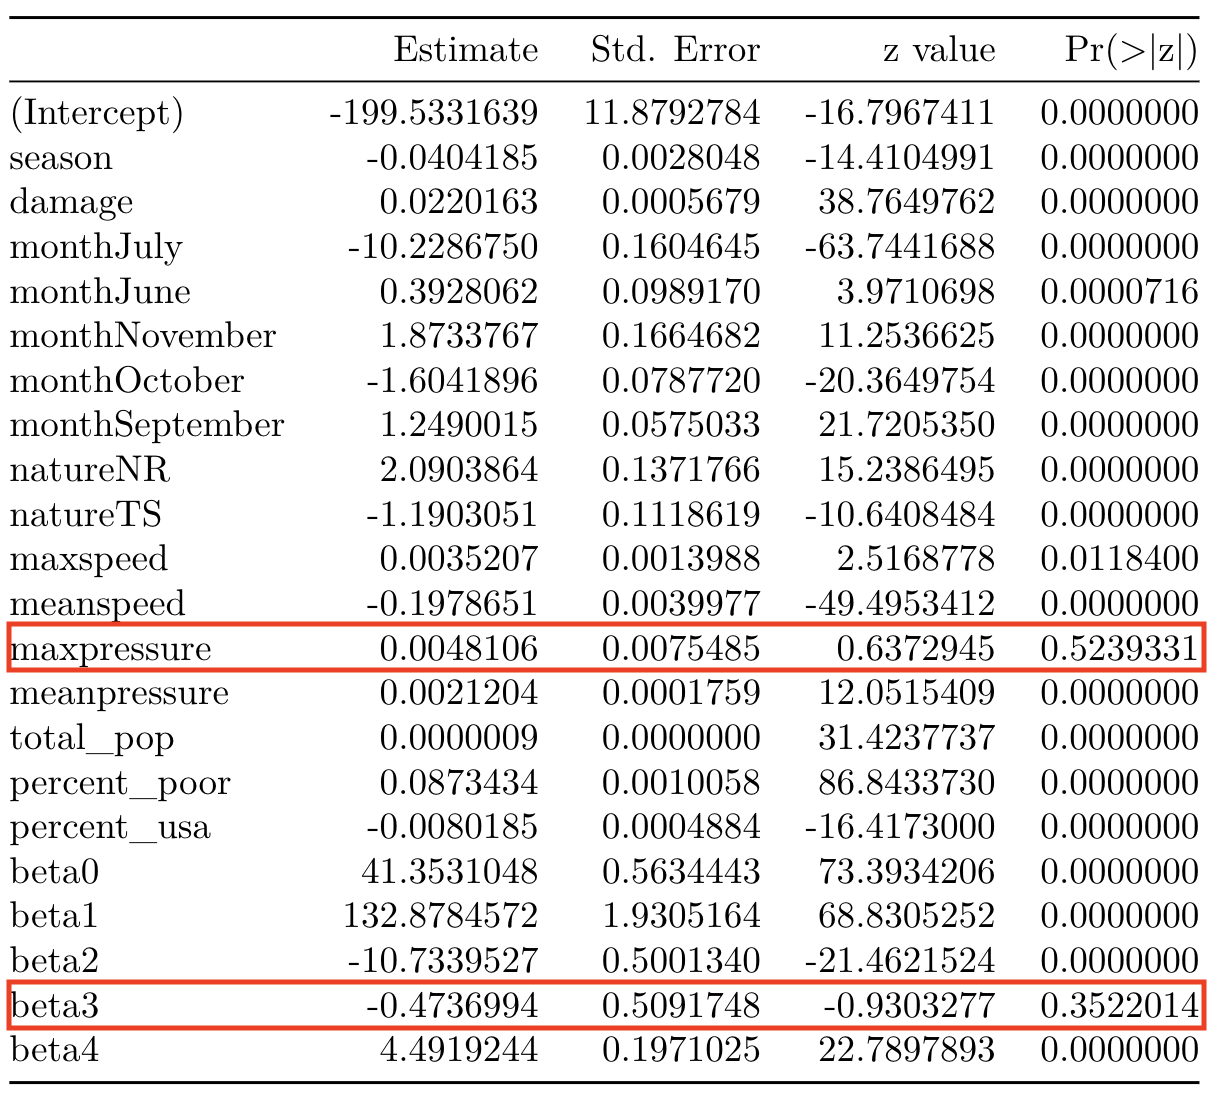 Estimate Std. Error z value Pr(>|z|)
(Intercept) -199.5331639 11.8792784 -16.7967411 0.0000000
season -0.0404185 0.0028048 -14.4104991 0.0000000
damage 0.0220163 0.0005679 38.7649762 0.0000000
monthJuly -10.2286750 0.1604645 -63.7441688 0.0000000
monthJune 0.3928062 0.0989170 3.9710698 0.0000716
monthNovember 1.8733767 0.1664682 11.2536625 0.0000000
monthOctober -1.6041896 0.0787720 -20.3649754 0.0000000
monthSeptember 1.2490015 0.0575033 21.7205350 0.0000000
natureNR 2.0903864 0.1371766 15.2386495 0.0000000
natureTS -1.1903051 0.1118619 -10.6408484 0.0000000
maxspeed 0.0035207 0.0013988 2.5168778 0.0118400
meanspeed -0.1978651 0.0039977 -49.4953412 0.0000000
maxpressure 0.0048106 0.0075485 0.6372945 0.5239331
meanpressure 0.0021204 0.0001759 12.0515409 0.0000000
total_pop 0.0000009 0.0000000 31.4237737 0.0000000
percent_poor 0.0873434 0.0010058 86.8433730 0.0000000
percent_usa -0.0080185 0.0004884 -16.4173000 0.0000000
beta0 41.3531048 0.5634443 73.3934206 0.0000000
beta1 132.8784572 1.9305164 68.8305252 0.0000000
beta2 -10.7339527 0.5001340 -21.4621524 0.0000000
beta3 -0.4736994 0.5091748 -0.9303277 0.3522014
beta4 4.4919244 0.1971025 22.7897893 0.0000000